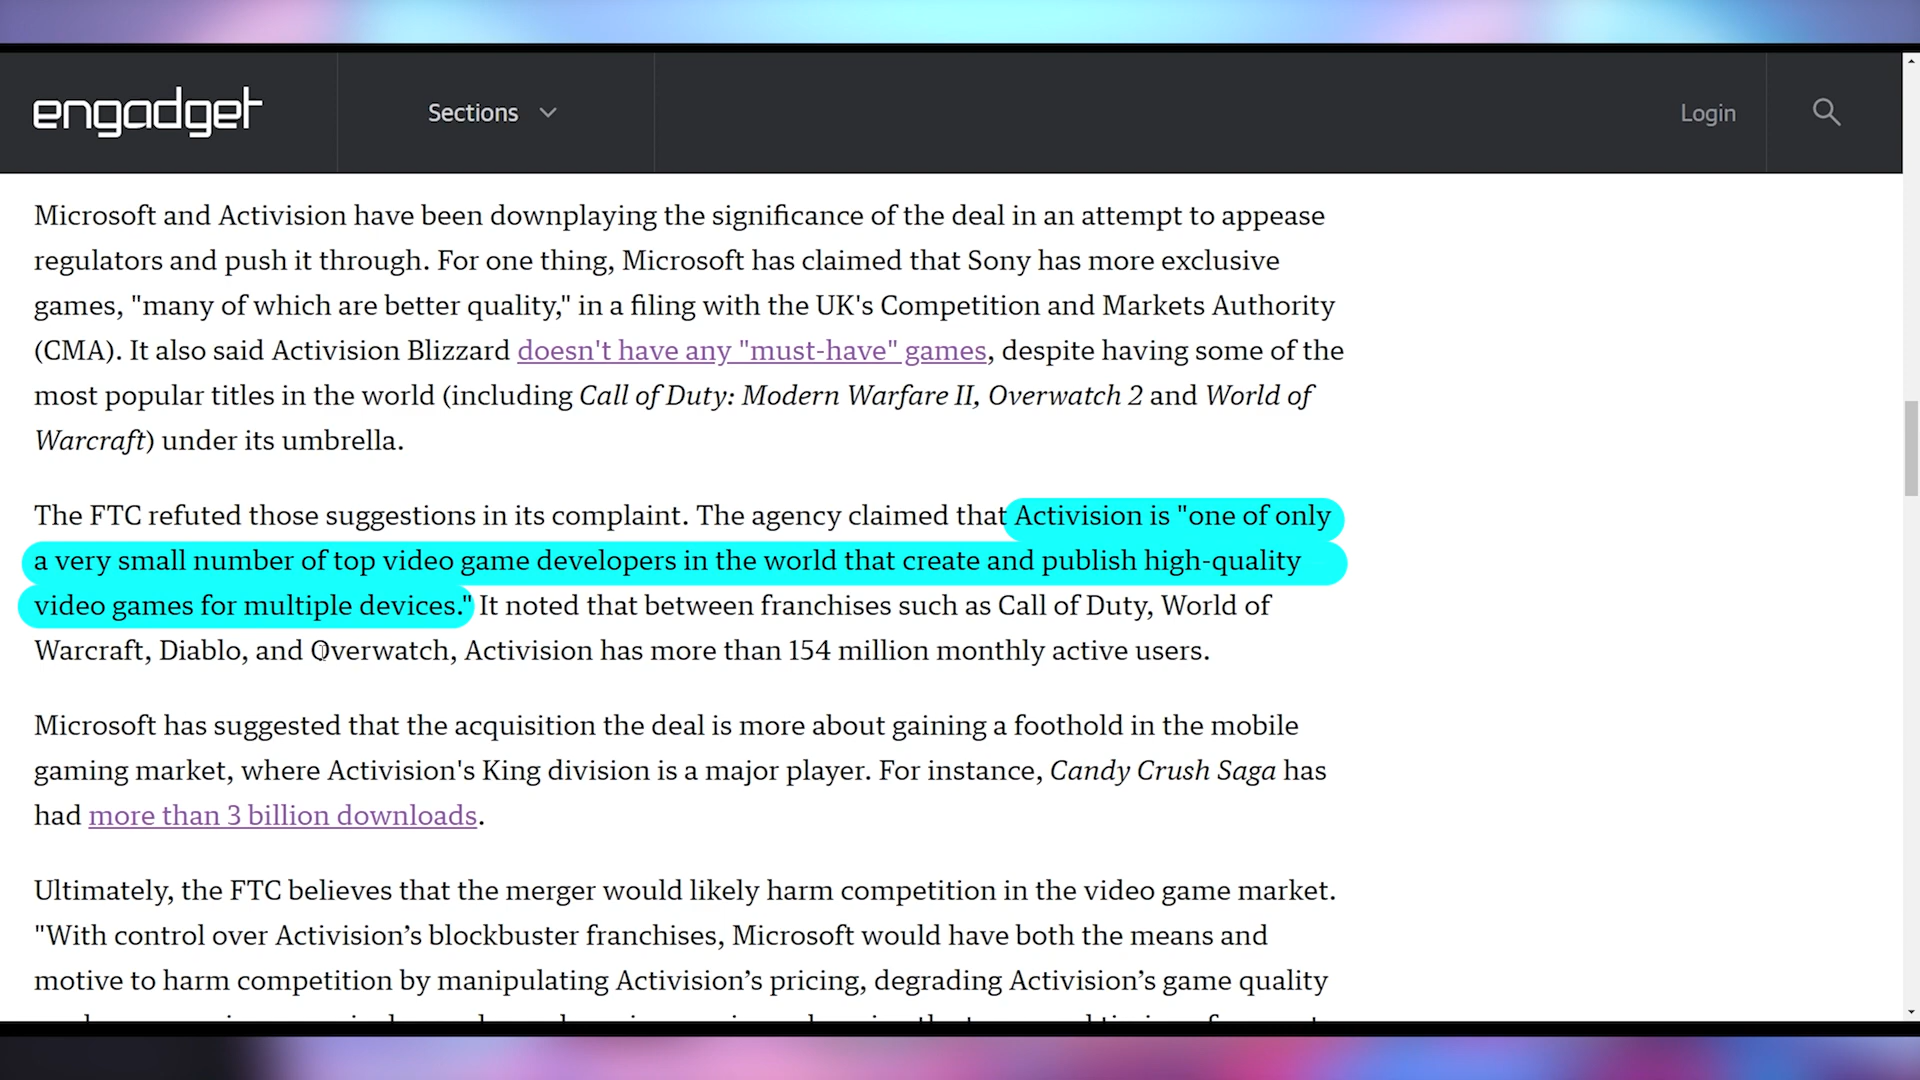 engadget
Sections
Login
Microsoft and Activision have been downplaying the significance of the deal in an attempt to appease
regulators and push it through. For one thing, Microsoft has claimed that Sony has more exclusive
games, "many of which are better quality," in a filing with the UK's Competition and Markets Authority
(CMA). It also said Activision Blizzard doesn't have any "must-have" games, despite having some of the
most popular titles in the world (including Call of Duty: Modern Warfare II, Overwatch 2 and World of
Warcraft) under its umbrella.
The FTC refuted those suggestions in its complaint. The agency claimed that Activision is "one of only
a very small number of top video game developers in the world that create and publish high-quality
video games for multiple devices." It noted that between franchises such as Call of Duty, World of
Warcraft, Diablo, and Overwatch, Activision has more than 154 million monthly active users.
Microsoft has suggested that the acquisition the deal is more about gaining a foothold in the mobile
gaming market, where Activision's King division is a major player. For instance, Candy Crush Saga has
had more than 3 billion downloads.
Ultimately, the FTC believes that the merger would likely harm competition in the video game market.
"With control over Activision’s blockbuster franchises, Microsoft would have both the means and
motive to harm competition by manipulating Activision’s pricing, degrading Activision’s game quality